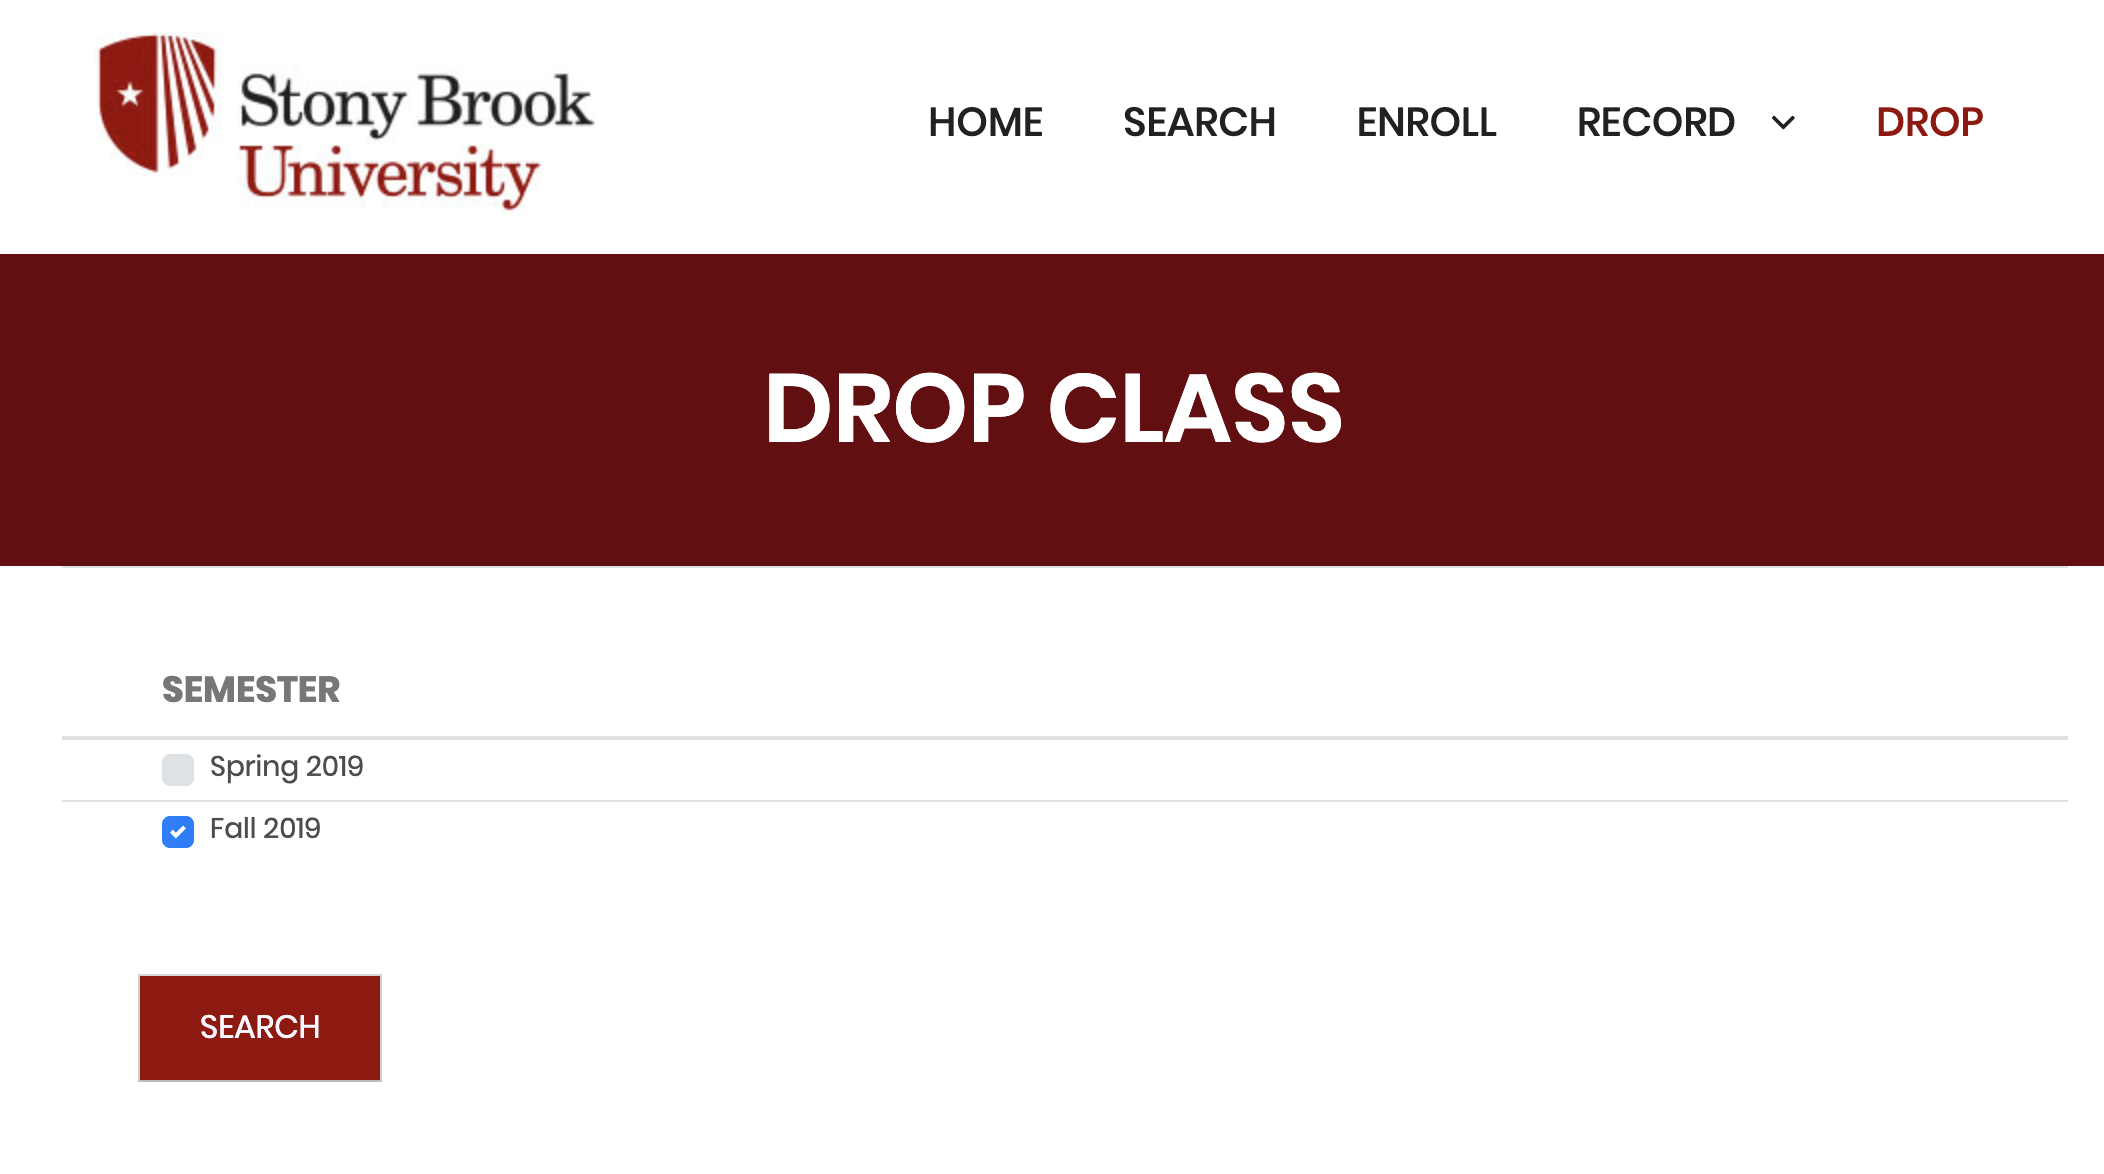 Stony Brook
University
HOME SEARCH ENROLL RECORD DROP
DROP CLASS
SEMESTER
Spring 2019
Fall 2019
SEARCH